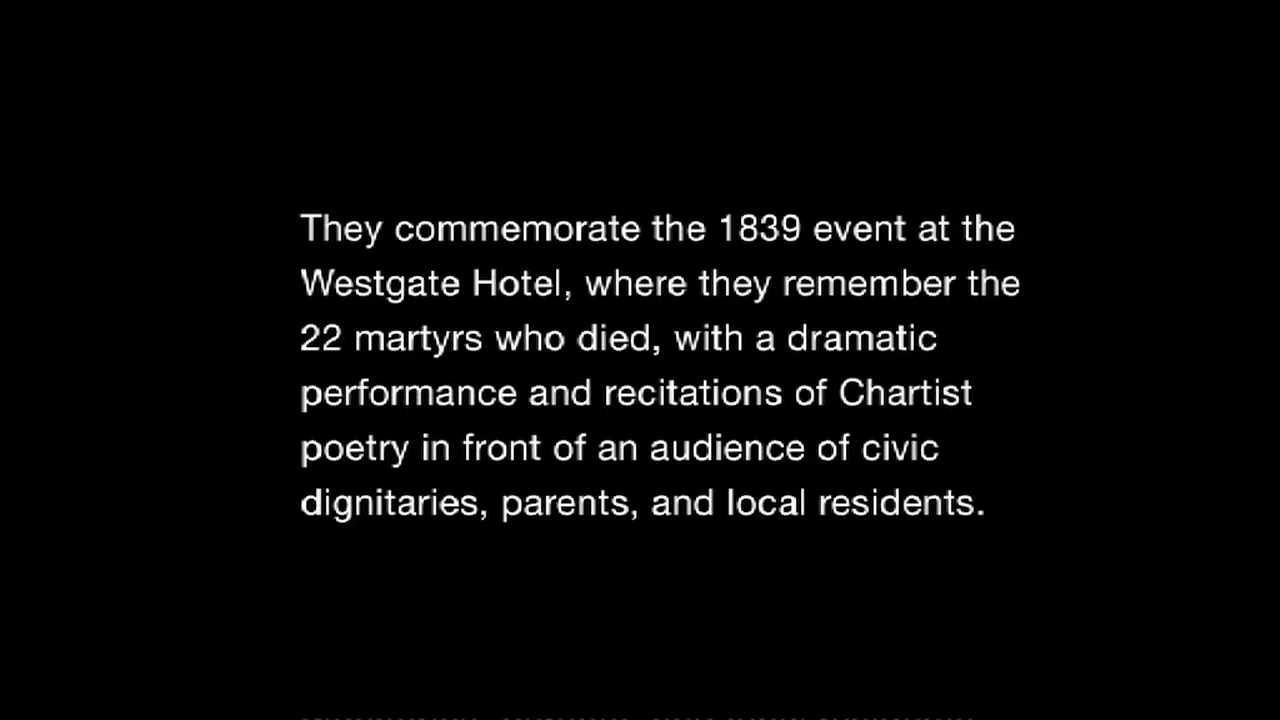 They commemorate the 1839 event at the
Westgate Hotel, where they remember the
22 martyrs who died, with a dramatic
performance and recitations of Chartist
poetry in front of an audience of civic
dignitaries, parents, and local residents.